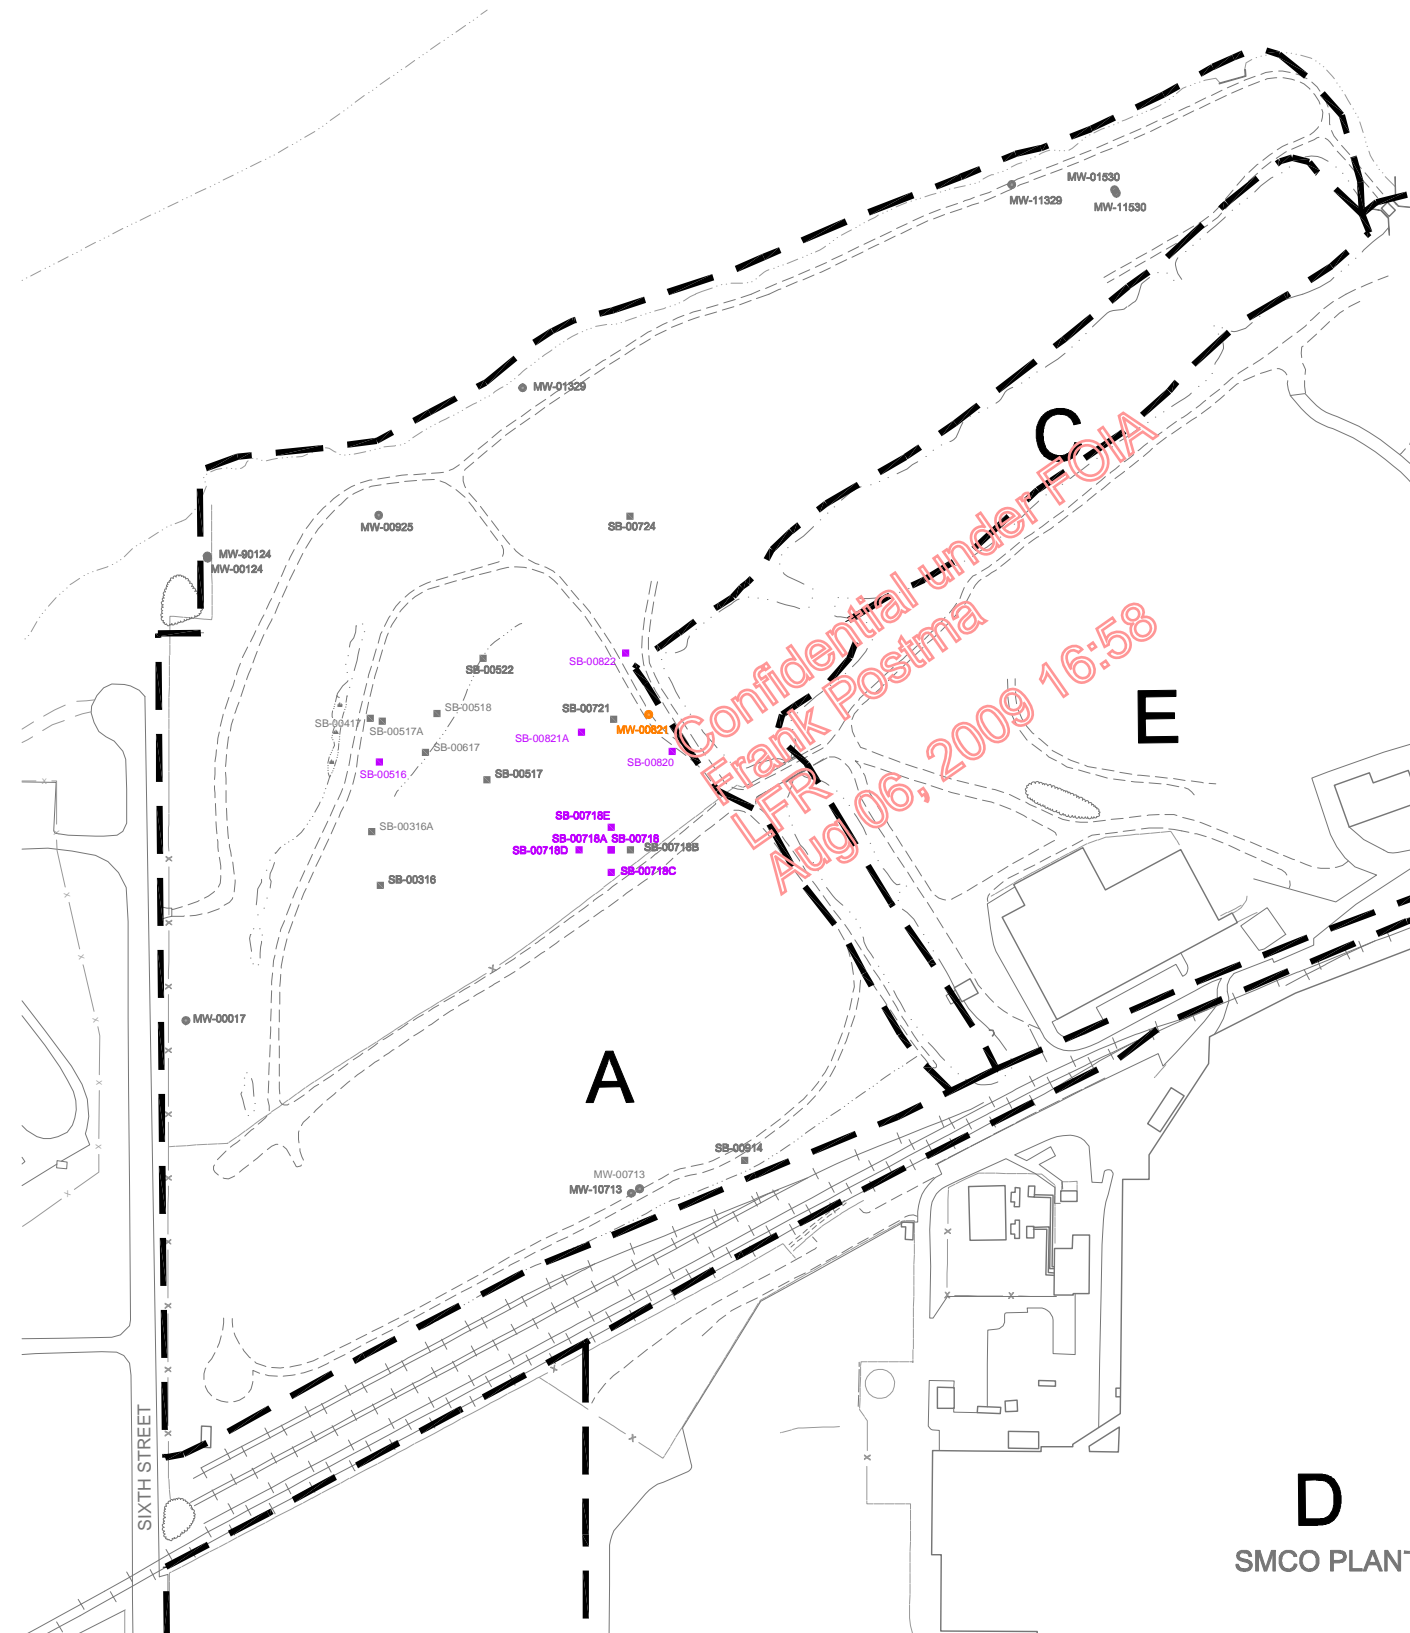 MW-01530
MW-11329
MW-11530
MW-01329
C
MW-00925
SB-00724
MW-90124
MW-00124
Confidential under FOIA
Frank Postma
LFR
Aug 06, 2009 16:58
SB-00822
SB-00522
E
SB-00518
SB-00721
SB-00417
SB-00517A
MW-00821
SB-00821A
SB-00617
SB-00820
SB-00516
SB-00517
SB-00718E
SB-00316A
SB-00718A
SB-00718
SB-00718D
SB-00718B
SB-00718C
SB-00316
MW-00017
A
SB-00914
MW-00713
MW-10713
SIXTH STREET
D
SMCO PLANT